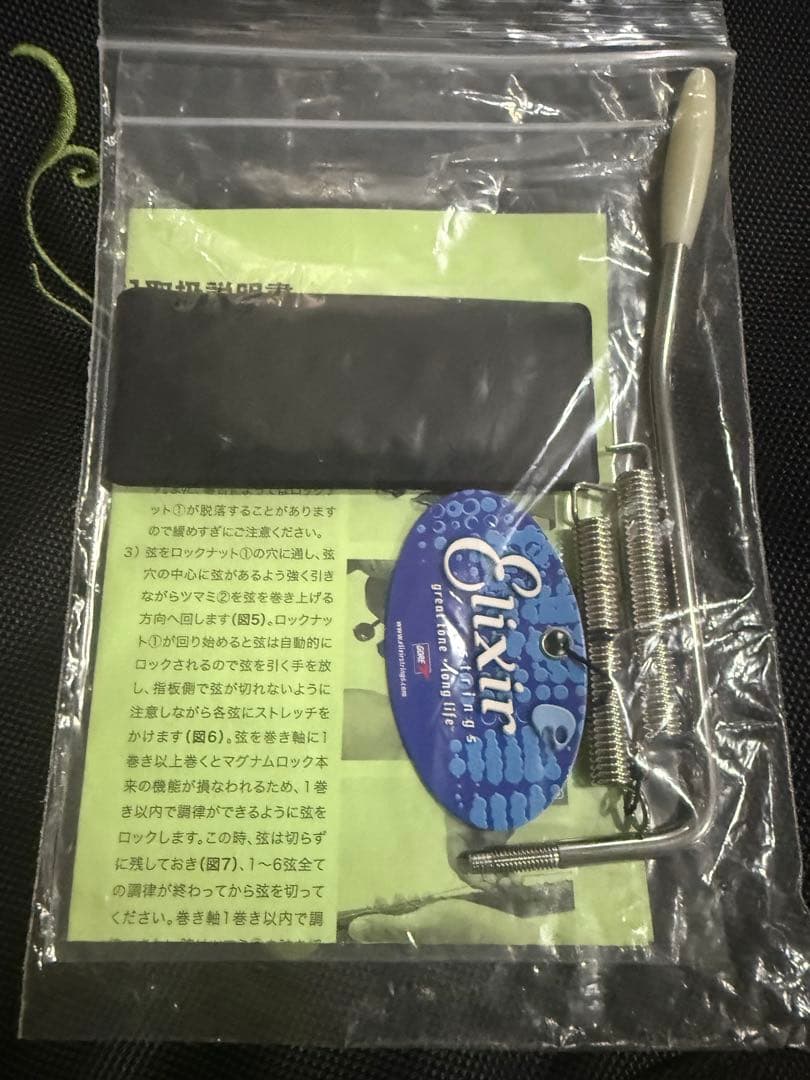 取扱説明書
ット①が脱落することがあります
ので緩めすぎにご注意ください。
3）弦をロックナット①の穴に通し、弦
穴の中心に弦があるよう強く引き
ながらツマミ②を弦を巻き上げる
方向へ回します(図5)。ロックナッ
ト①が回り始めると弦は自動的に
ロックされるので弦を引く手を放
し、指板側で弦が切れないように
注意しながら各弦にストレッチを
かけます(図6)。弦を巻き軸に1
巻き以上巻くとマグナムロック本
来の機能が損なわれるため、1巻
き以内で調律ができるように弦を
ロックします。この時、弦は切らず
に残しておき(図7)、1～6弦全て
の調律が終わってから弦を切って
ください。巻き軸1巻き以内で調
Elixir
strings
great tone · long life
GORE
www.elixirstrings.com